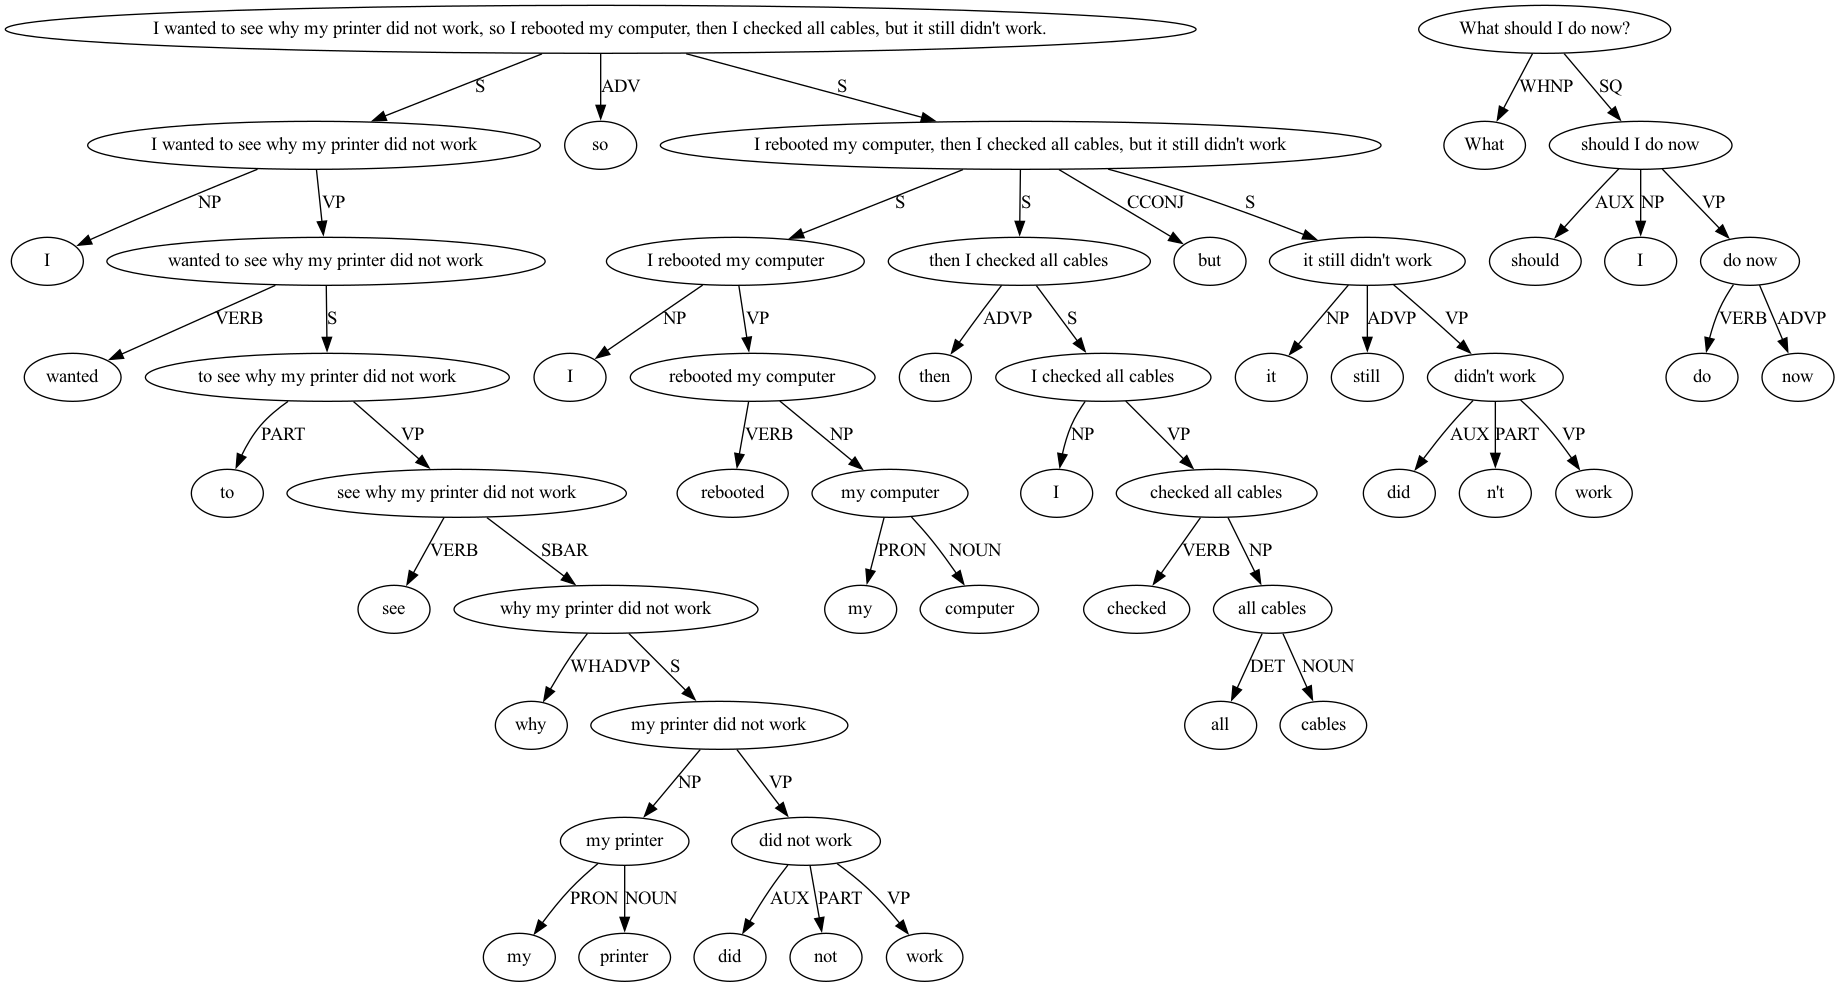 I wanted to see why my printer did not work, so I rebooted my computer, then I checked all cables, but it still didn't work.
What should I do now?
S
ADV
S
WHNP
SQ
I wanted to see why my printer did not work
so
I rebooted my computer, then I checked all cables, but it still didn't work
What
should I do now
NP
VP
S
S
CCONJ
S
AUX
NP
VP
I
wanted to see why my printer did not work
I rebooted my computer
then I checked all cables
but
it still didn't work
should
I
do now
VERB
S
NP
VP
ADVP
S
NP
ADVP
VP
VERB
ADVP
wanted
to see why my printer did not work
I
rebooted my computer
then
I checked all cables
it
still
didn't work
do
now
PART
VP
VERB
NP
NP
VP
AUX
PART
VP
to
see why my printer did not work
rebooted
my computer
I
checked all cables
did
n't
work
VERB
SBAR
PRON
NOUN
VERB
NP
see
why my printer did not work
my
computer
checked
all cables
WHADVP
S
DET
NOUN
why
my printer did not work
all
cables
NP
VP
my printer
did not work
PRON
NOUN
AUX
PART
VP
my
printer
did
not
work